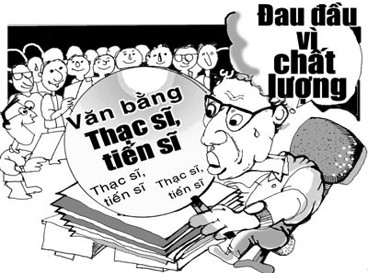 Đau đầu
vì
chất
lượng
Văn bằng
Thạc sĩ,
tiến sĩ
Thạc sĩ,
tiến sĩ
Thạc sĩ,
tiến sĩ